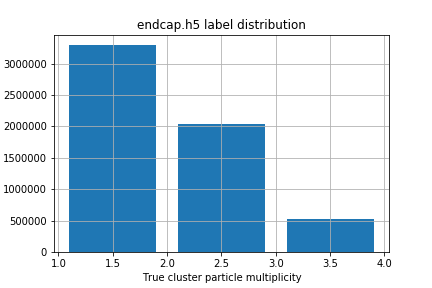 endcap.h5 label distribution
3000000
2500000
2000000
1500000
1000000
500000
0
1.0 1.5 2.0 2.5 3.0 3.5 4.0
True cluster particle multiplicity